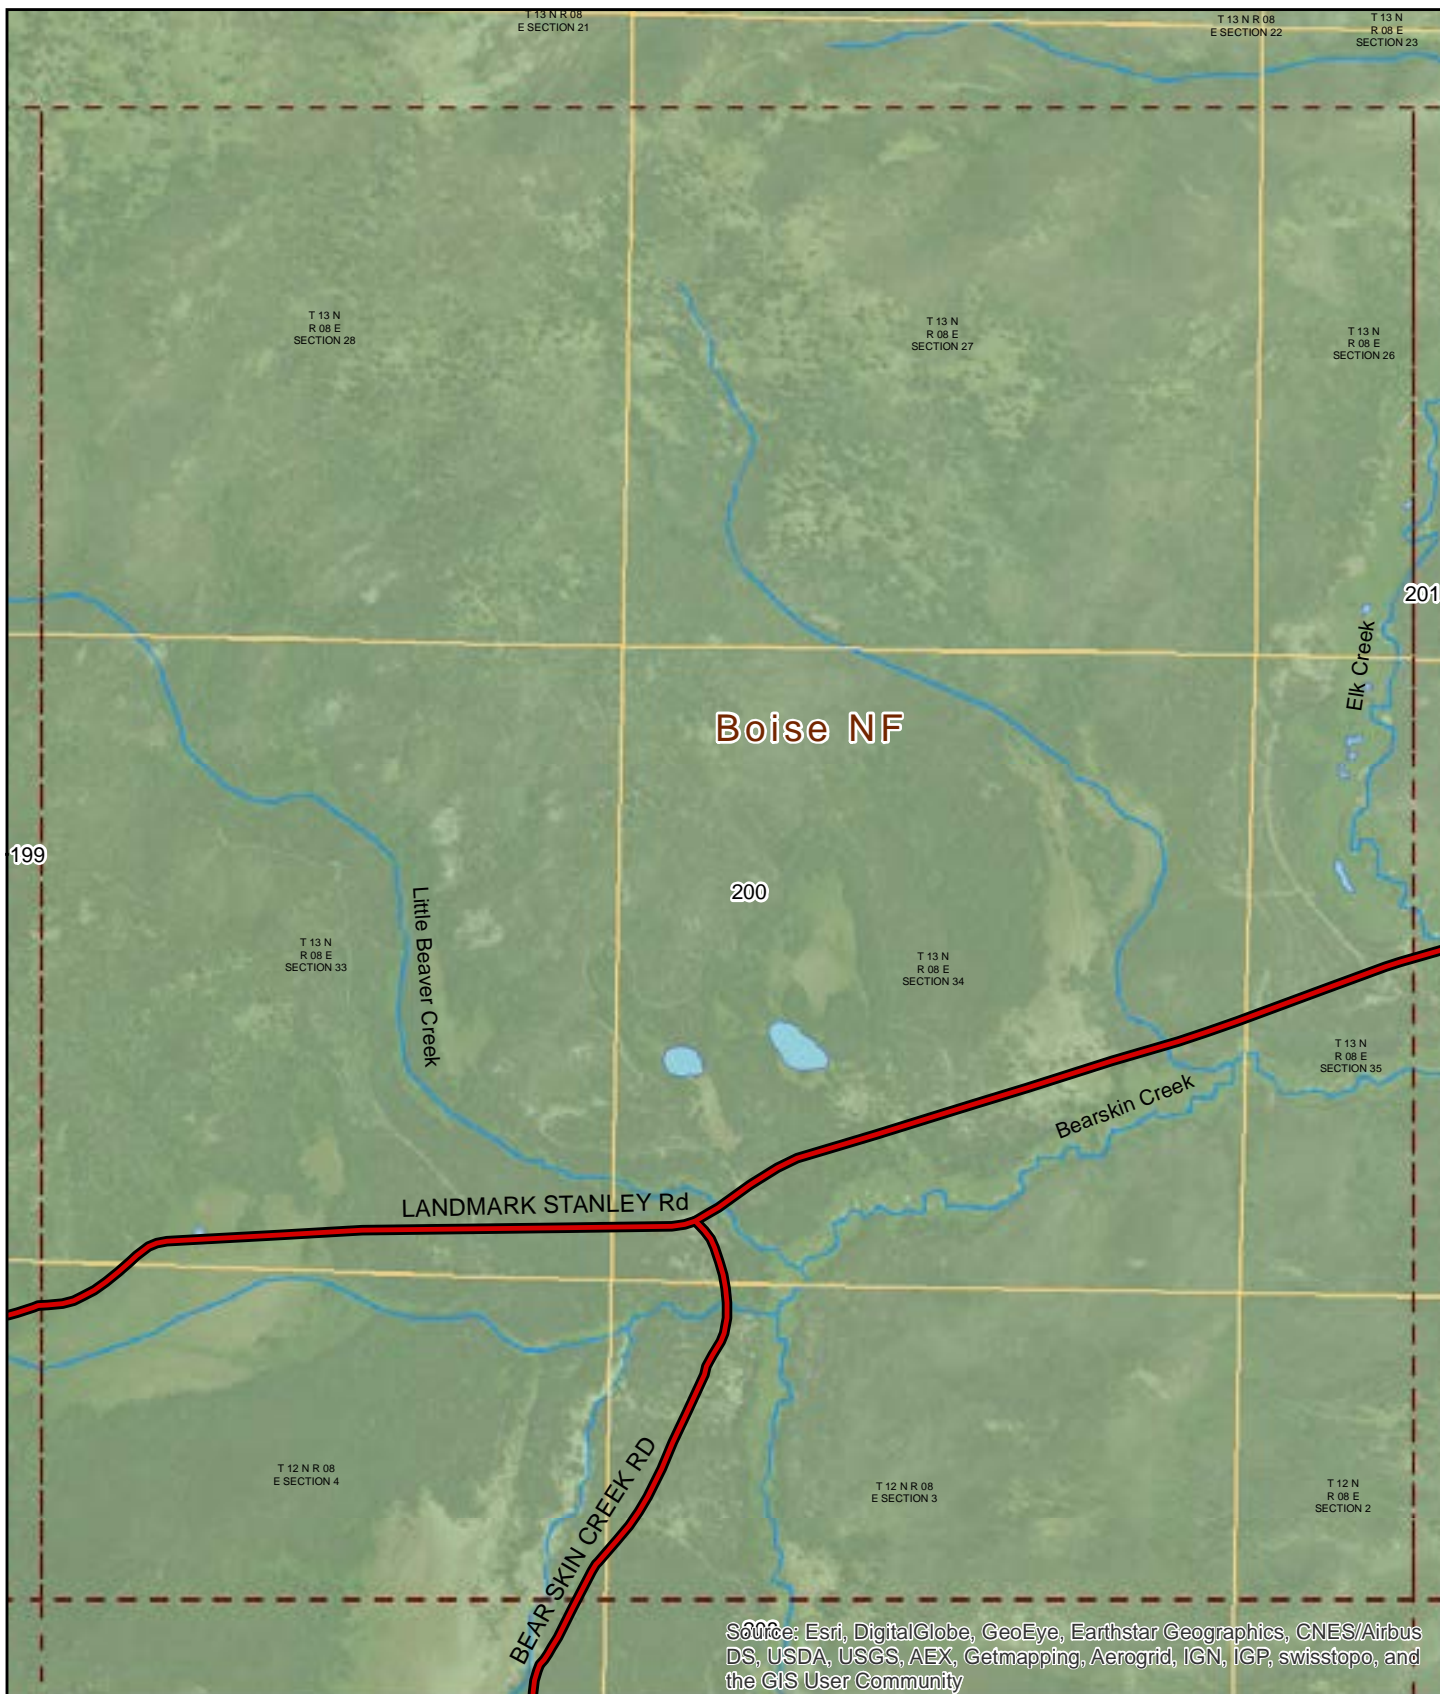 T 13 N R 08
E SECTION 21
T 13 N R 08
E SECTION 22
T 13 N
R 08 E
SECTION 23
T 13 N
R 08 E
SECTION 28
T 13 N
R 08 E
SECTION 27
T 13 N
R 08 E
SECTION 26
201
Elk Creek
Boise NF
199
200
Little Beaver Creek
T 13 N
R 08 E
SECTION 33
T 13 N
R 08 E
SECTION 34
T 13 N
R 08 E
SECTION 35
Bearskin Creek
LANDMARK STANLEY Rd
BEAR SKIN CREEK RD
T 12 N R 08
E SECTION 4
T 12 N R 08
E SECTION 3
T 12 N
R 08 E
SECTION 2
Source: Esri, DigitalGlobe, GeoEye, Earthstar Geographics, CNES/Airbus
DS, USDA, USGS, AEX, Getmapping, Aerogrid, IGN, IGP, swisstopo, and
the GIS User Community